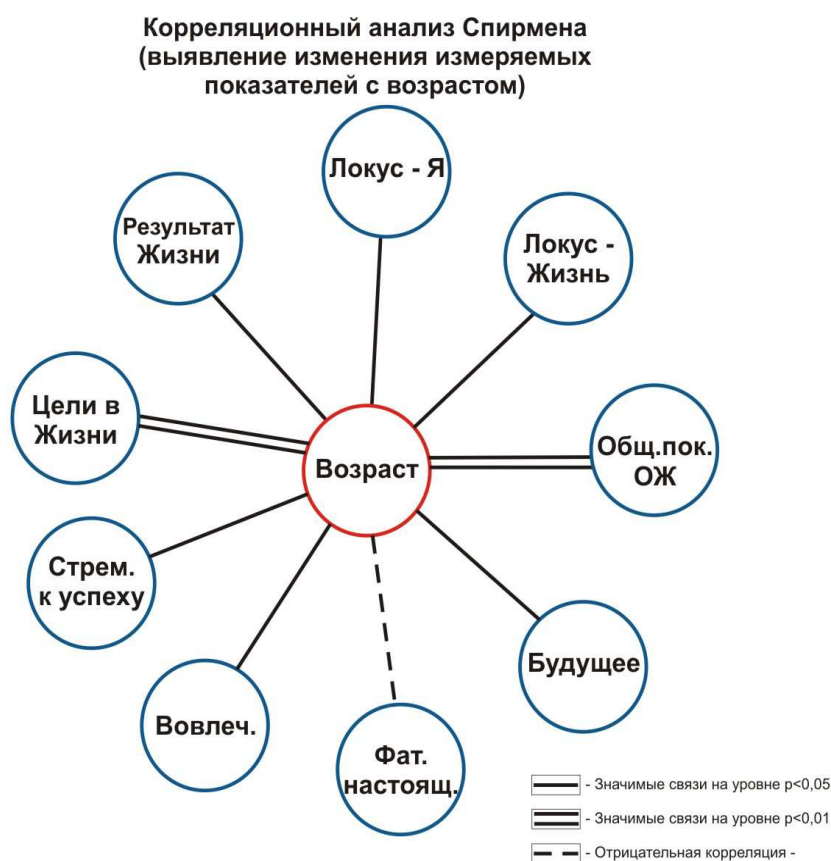 Корреляционный анализ Спирмена
(выявление изменения измеряемых
показателей с возрастом)
Локус - Я
Результат
Жизни
Локус -
Жизнь
Цели в
Жизни
Общ.пок.
ОЖ
Возраст
Стрем.
к успеху
Будущее
Вовлеч.
Фат.
настоящ.
- Значимые связи на уровне p<0,05
- Значимые связи на уровне p<0,01
- Отрицательная корреляция -